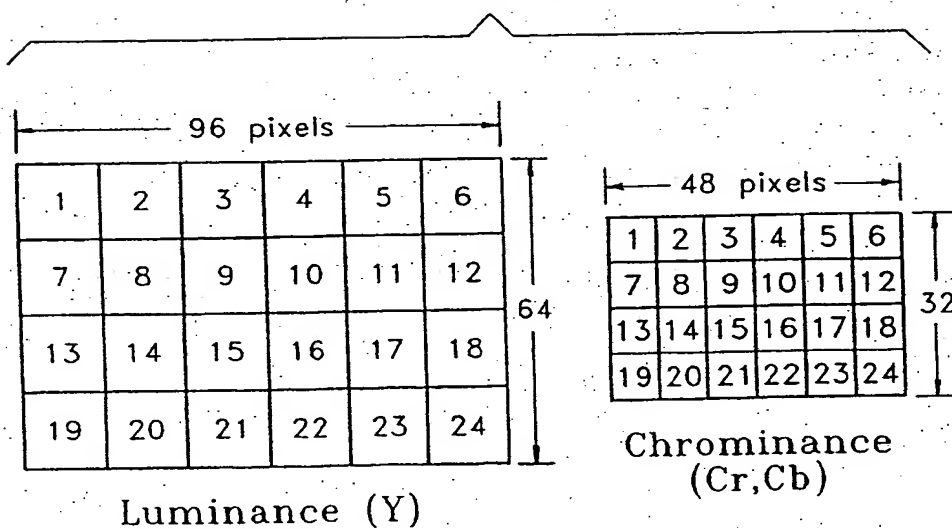 96 pixels
1 2 3 4 5 6
7 8 9 10 11 12
13 14 15 16 17 18
19 20 21 22 23 24
64
Luminance (Y)
48 pixels
1 2 3 4 5 6
7 8 9 10 11 12
13 14 15 16 17 18
19 20 21 22 23 24
32
Chrominance
(Cr,Cb)